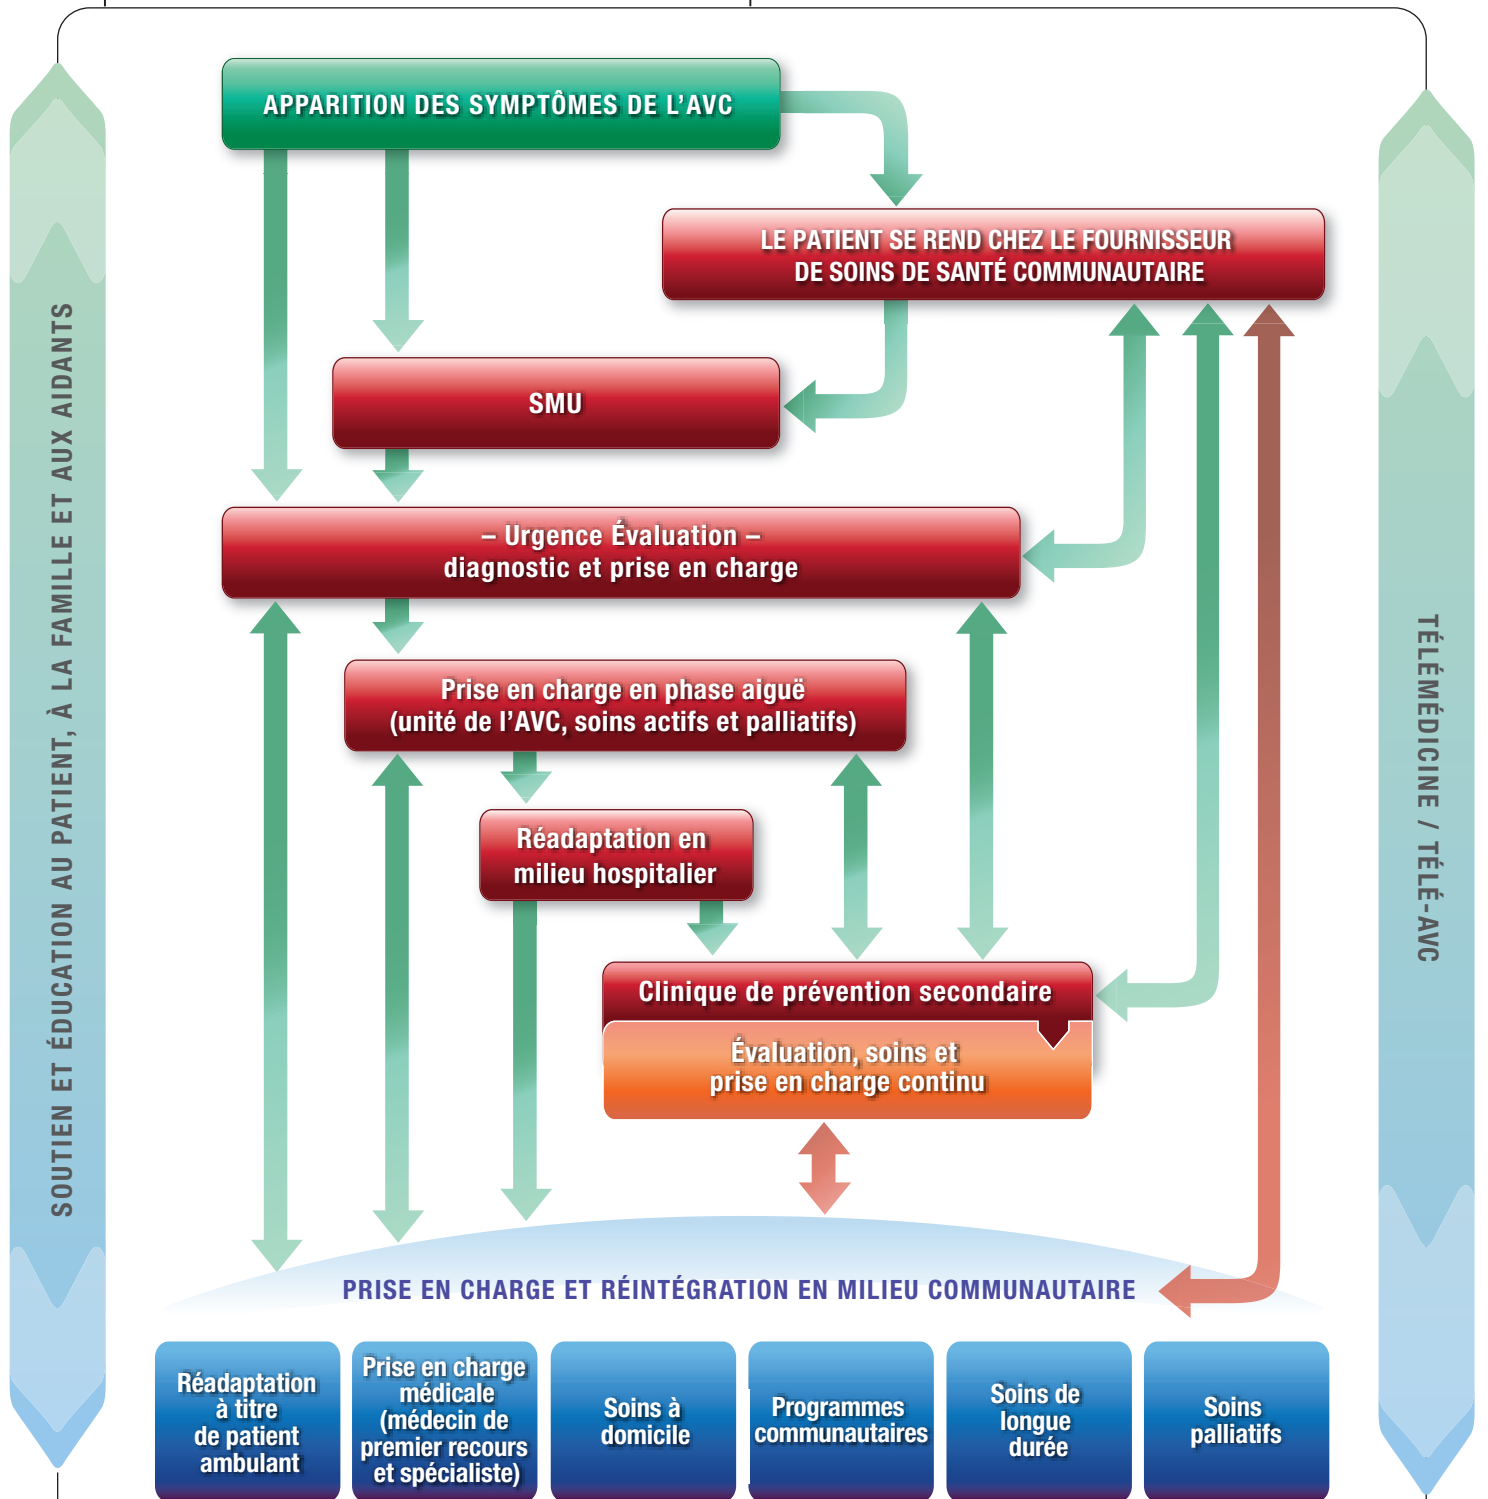 APPARITION DES SYMPTÔMES DE L'AVC
LE PATIENT SE REND CHEZ LE FOURNISSEUR
DE SOINS DE SANTÉ COMMUNAUTAIRE
SMU
– Urgence Évaluation –
diagnostic et prise en charge
Prise en charge en phase aiguë
(unité de l'AVC, soins actifs et palliatifs)
Réadaptation en
milieu hospitalier
Clinique de prévention secondaire
Évaluation, soins et
prise en charge continu
PRISE EN CHARGE ET RÉINTÉGRATION EN MILIEU COMMUNAUTAIRE
Réadaptation
à titre
de patient
ambulant
Prise en charge
médicale
(médecin de
premier recours
et spécialiste)
Soins à
domicile
Programmes
communautaires
Soins de
longue
durée
Soins
palliatifs
SOUTIEN ET ÉDUCATION AU PATIENT, À LA FAMILLE ET AUX AIDANTS
TÉLÉMÉDICINE / TÉLÉ-AVC